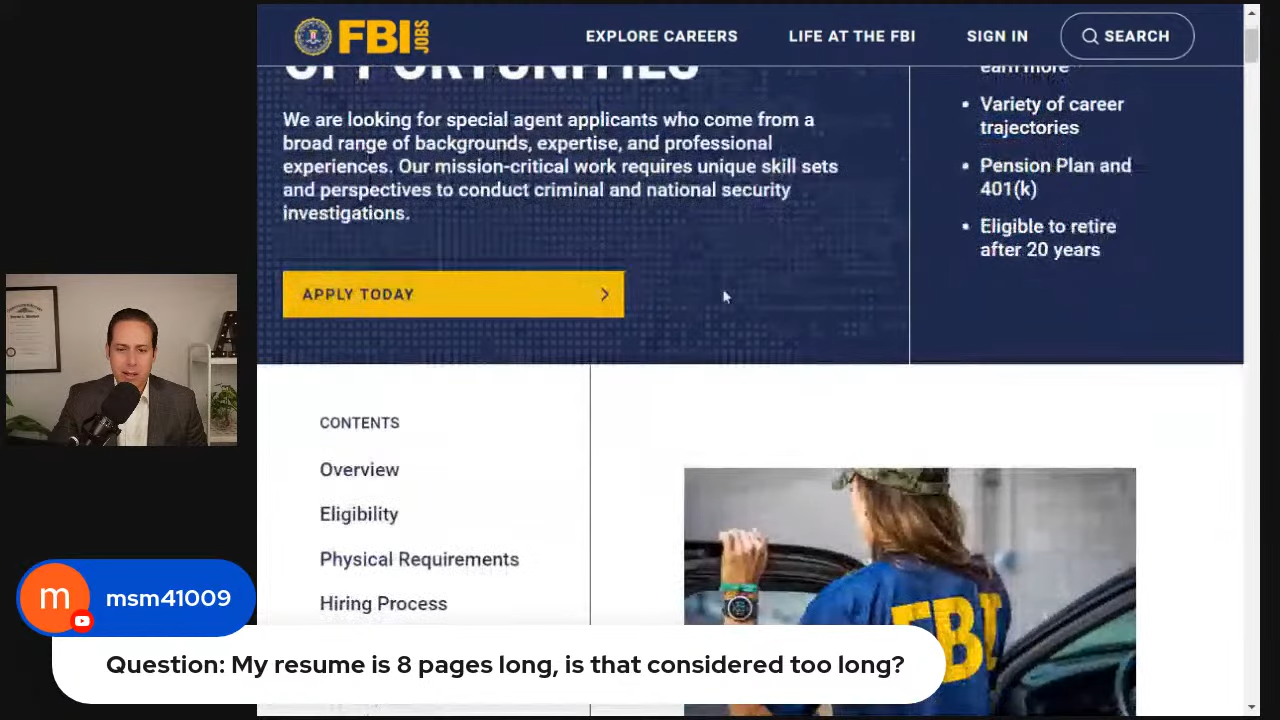 FBI JOBS
EXPLORE CAREERS
LIFE AT THE FBI
SIGN IN
SEARCH
OPPORTUNITIES
We are looking for special agent applicants who come from a
broad range of backgrounds, expertise, and professional
experiences. Our mission-critical work requires unique skill sets
and perspectives to conduct criminal and national security
investigations.
APPLY TODAY
earn more
• Variety of career
trajectories
• Pension Plan and
401(k)
• Eligible to retire
after 20 years
CONTENTS
Overview
Eligibility
Physical Requirements
Hiring Process
FBI
m
msm41009
Question: My resume is 8 pages long, is that considered too long?